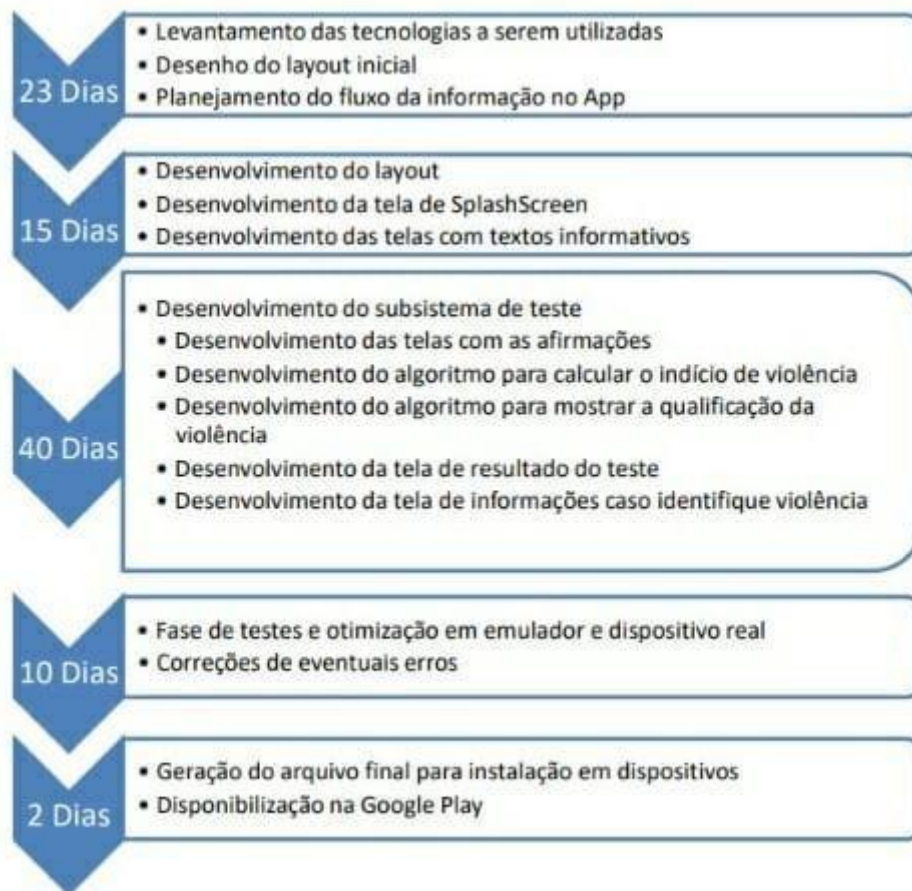 • Levantamento das tecnologias a serem utilizadas
• Desenho do layout inicial
23 Dias
• Planejamento do fluxo da informação no App
• Desenvolvimento do layout
• Desenvolvimento da tela de SplashScreen
15 Dias
• Desenvolvimento das telas com textos informativos
• Desenvolvimento do subsistema de teste
• Desenvolvimento das telas com as afirmações
• Desenvolvimento do algoritmo para calcular o indício de violência
• Desenvolvimento do algoritmo para mostrar a qualificação da
violência
40 Dias
• Desenvolvimento da tela de resultado do teste
• Desenvolvimento da tela de informações caso identifique violência
• Fase de testes e otimização em emulador e dispositivo real
• Correções de eventuais erros
10 Dias
• Geração do arquivo final para instalação em dispositivos
• Disponibilização na Google Play
2 Dias